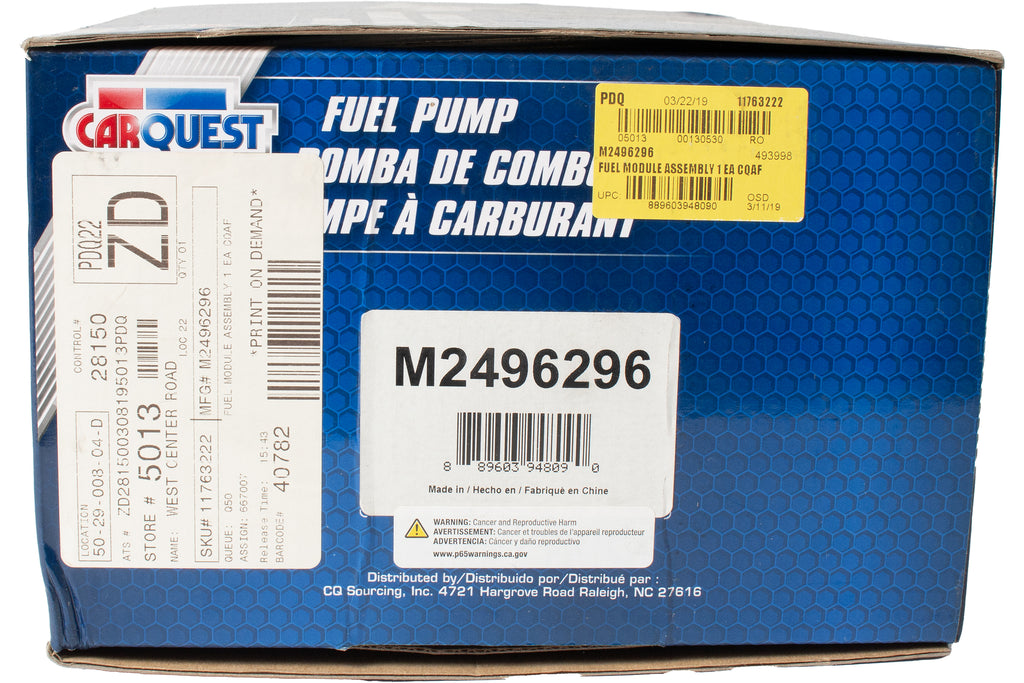 CARQUEST
FUEL PUMP
BOMBA DE COMBU
MPE À CARBURANT
PDQ 03/22/19 11763222
05013 00130530 RO
M2496296 493998
FUEL MODULE ASSEMBLY 1 EA CQAF
UPC: OSD
889603948090 3/11/19
PDQ22
ZD
QTY 01
CONTROL#
28150
LOC 22
*PRINT ON DEMAND*
LOCATION
50-29-008-04-D
ATS # ZD2815003081950​13PDQ
STORE # 5013
NAME: WEST CENTER ROAD
SKU# 11763222 MFG# M2496296
FUEL MODULE ASSEMBLY 1 EA CQAF
QUEUE: Q50
ASSIGN: 667007
Release Time: 15:43
BARCODE# 40782
M2496296
8 89603 94809 0
Made in / Hecho en / Fabriqué en Chine
WARNING: Cancer and Reproductive Harm
AVERTISSEMENT: Cancer et troubles de l'appareil reproducteur
ADVERTENCIA: Cáncer y daño reproductivo
www.p65warnings.ca.gov
Distributed by/Distribuido por/Distribué par :
CQ Sourcing, Inc. 4721 Hargrove Road Raleigh, NC 27616